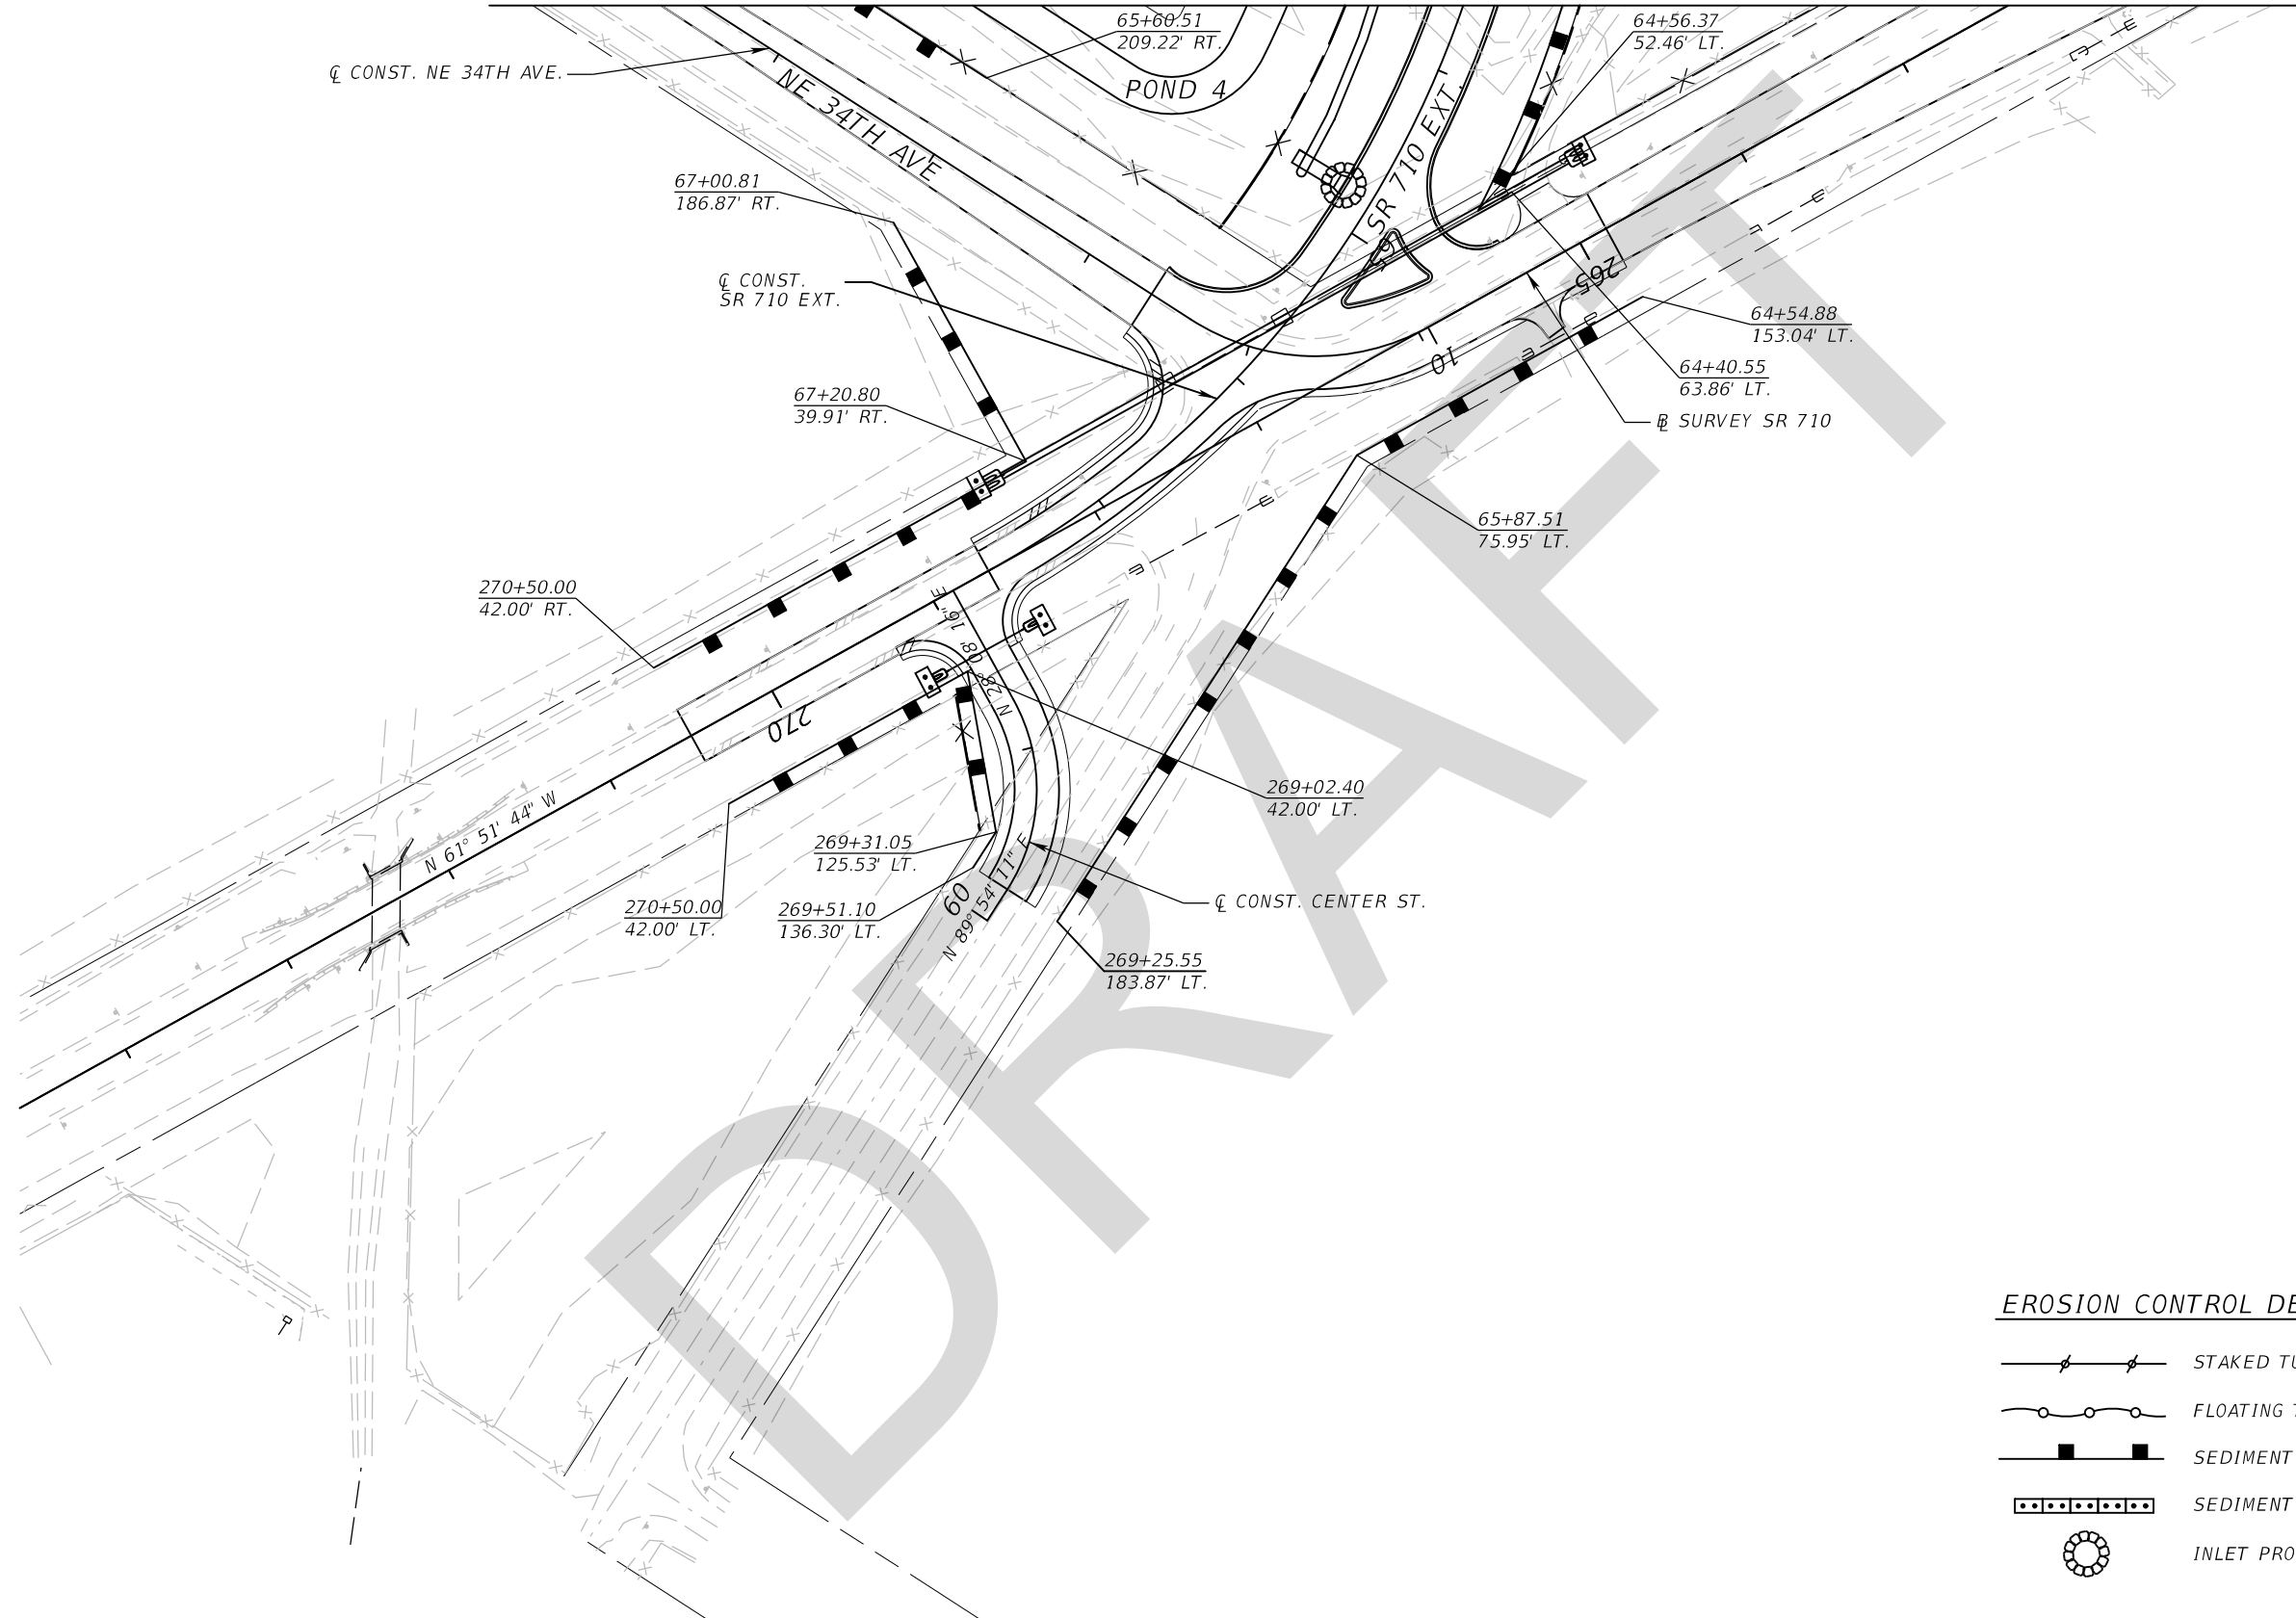 65+60.51
209.22' RT.
64+56.37
52.46' LT.
℄ CONST. NE 34TH AVE.
NE 34TH AVE
POND 4
SR 710 EXT.
67+00.81
186.87' RT.
℄ CONST.
SR 710 EXT.
265
64+54.88
153.04' LT.
10
64+40.55
63.86' LT.
67+20.80
39.91' RT.
B̵L SURVEY SR 710
65+87.51
75.95' LT.
270+50.00
42.00' RT.
N 28° 08' 16" E
270
269+02.40
42.00' LT.
N 61° 51' 44" W
269+31.05
125.53' LT.
60
N 89° 54' 11" E
270+50.00
42.00' LT.
269+51.10
136.30' LT.
℄ CONST. CENTER ST.
269+25.55
183.87' LT.
DRAFT
EROSION CONTROL
STAKED
FLOATING
SEDIMENT
SEDIMENT
INLET